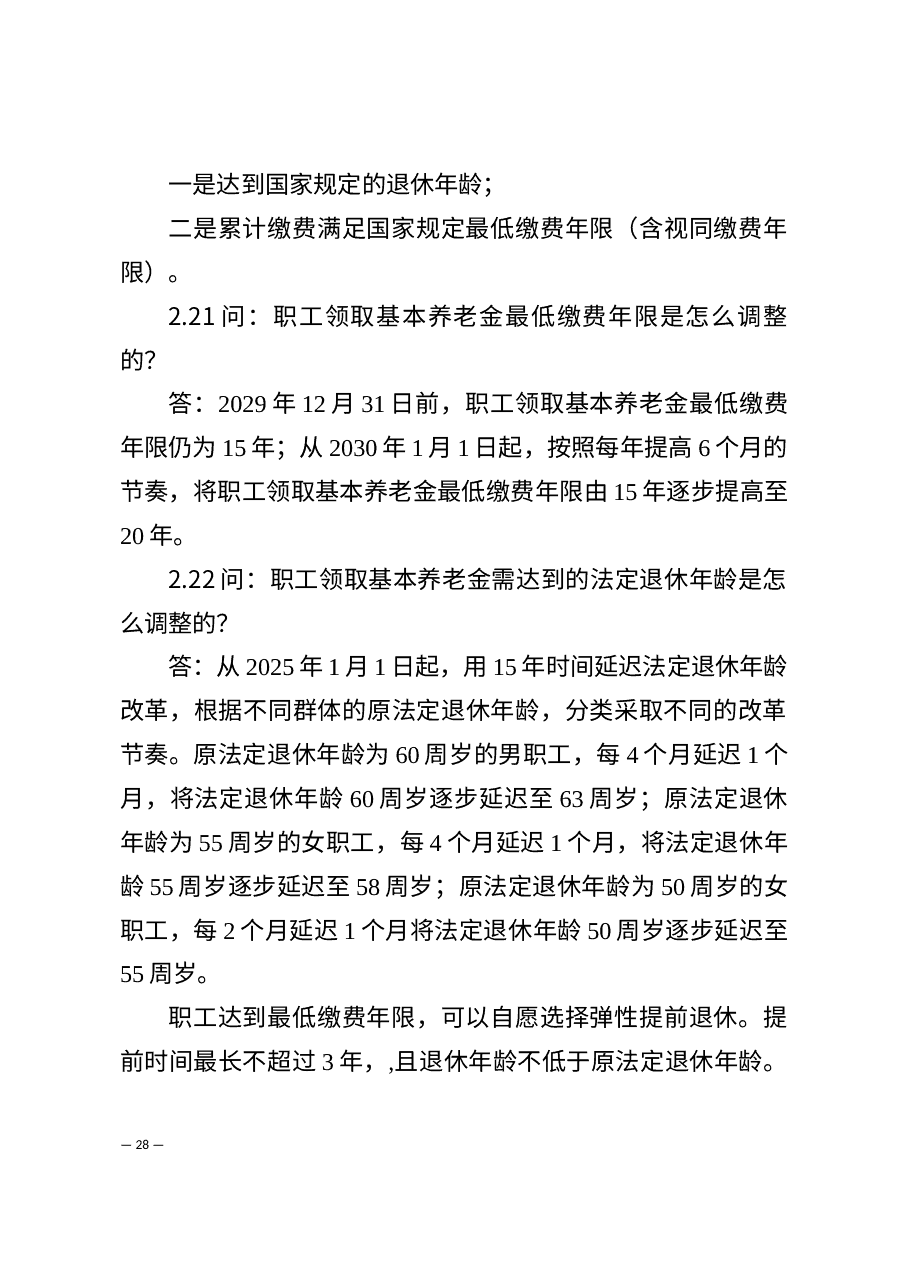 一是达到国家规定的退休年龄；
二是累计缴费满足国家规定最低缴费年限（含视同缴费年
限）。
2.21 问：职工领取基本养老金最低缴费年限是怎么调整
的？
答：2029 年 12 月 31 日前，职工领取基本养老金最低缴费
年限仍为 15 年；从 2030 年 1 月 1 日起，按照每年提高 6 个月的
节奏，将职工领取基本养老金最低缴费年限由 15 年逐步提高至
20 年。
2.22 问：职工领取基本养老金需达到的法定退休年龄是怎
么调整的？
答：从 2025 年 1 月 1 日起，用 15 年时间延迟法定退休年龄
改革，根据不同群体的原法定退休年龄，分类采取不同的改革
节奏。原法定退休年龄为 60 周岁的男职工，每 4 个月延迟 1 个
月，将法定退休年龄 60 周岁逐步延迟至 63 周岁；原法定退休
年龄为 55 周岁的女职工，每 4 个月延迟 1 个月，将法定退休年
龄 55 周岁逐步延迟至 58 周岁；原法定退休年龄为 50 周岁的女
职工，每 2 个月延迟 1 个月将法定退休年龄 50 周岁逐步延迟至
55 周岁。
职工达到最低缴费年限，可以自愿选择弹性提前退休。提
前时间最长不超过 3 年，,且退休年龄不低于原法定退休年龄。
— 28 —